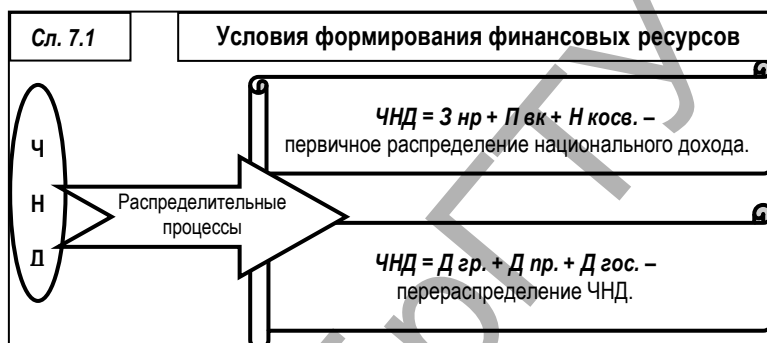 Сл. 7.1
Условия формирования финансовых ресурсов
ЧНД = З нр + П вк + Н косв. –
первичное распределение национального дохода.
Ч
Н
Д
Распределительные
процессы
ЧНД = Д гр. + Д пр. + Д гос. –
перераспределение ЧНД.